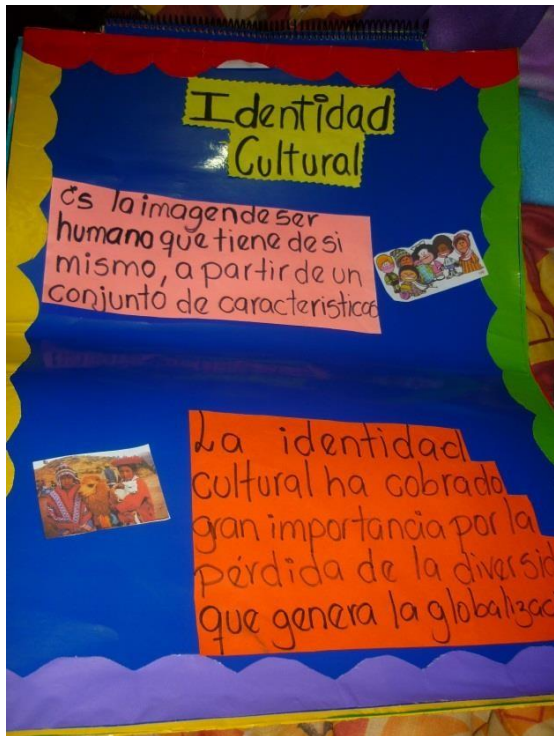 Identidad
Cultural
Es la imagen de ser
humano que tiene de si
mismo, a partir de un
conjunto de caracteristicas
La identidad
cultural ha cobrado
gran importancia por la
pérdida de la diversid
que genera la globalizac